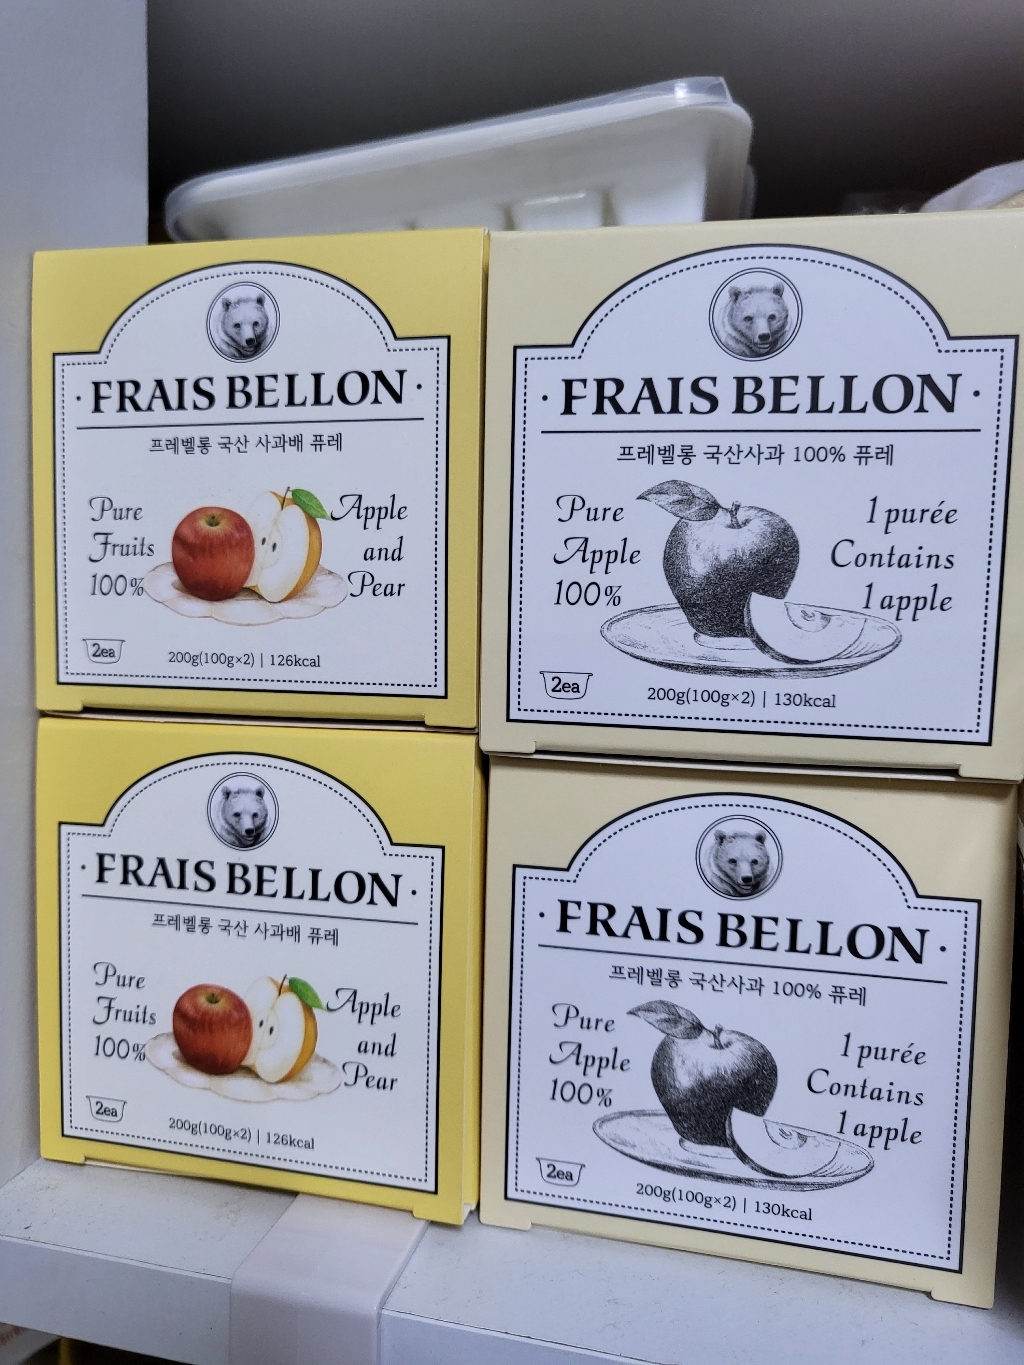 FRAIS BELLON
프레벨롱 국산 사과배 퓨레
Pure
Fruits
100%
Apple
and
Pear
2ea
200g(100g×2) | 126kcal
FRAIS BELLON
프레벨롱 국산사과 100% 퓨레
Pure
Apple
100%
1 purée
Contains
1 apple
2ea
200g(100g×2) | 130kcal
FRAIS BELLON
프레벨롱 국산 사과배 퓨레
Pure
Fruits
100%
Apple
and
Pear
2ea
200g(100g×2) | 126kcal
FRAIS BELLON
프레벨롱 국산사과 100% 퓨레
Pure
Apple
100%
1 purée
Contains
1 apple
2ea
200g(100g×2) | 130kcal